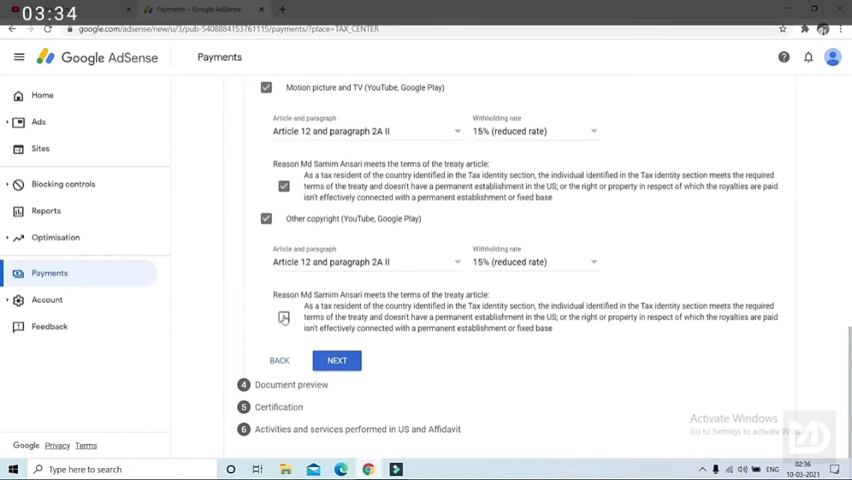 03:34
Payments – Google AdSense
google.com/adsense/new/u/3/pub-5408884153761115/payments/?place=TAX_CENTER
Google AdSense
Payments
Home
Ads
Sites
Blocking controls
Reports
Optimisation
Payments
Account
Feedback
Google Privacy Terms
Motion picture and TV (YouTube, Google Play)
Article and paragraph Withholding rate
Article 12 and paragraph 2A II 15% (reduced rate)
Reason Md Samim Ansari meets the terms of the treaty article:
As a tax resident of the country identified in the Tax identity section, the individual identified in the Tax identity section meets the required
terms of the treaty and doesn't have a permanent establishment in the US; or the right or property in respect of which the royalties are paid
isn't effectively connected with a permanent establishment or fixed base
Other copyright (YouTube, Google Play)
Article and paragraph Withholding rate
Article 12 and paragraph 2A II 15% (reduced rate)
Reason Md Samim Ansari meets the terms of the treaty article:
As a tax resident of the country identified in the Tax identity section, the individual identified in the Tax identity section meets the required
terms of the treaty and doesn't have a permanent establishment in the US; or the right or property in respect of which the royalties are paid
isn't effectively connected with a permanent establishment or fixed base
BACK NEXT
4 Document preview
5 Certification
6 Activities and services performed in US and Affidavit
Activate Windows
Go to Settings to activate
Type here to search
ENG
02:36
10-03-2021